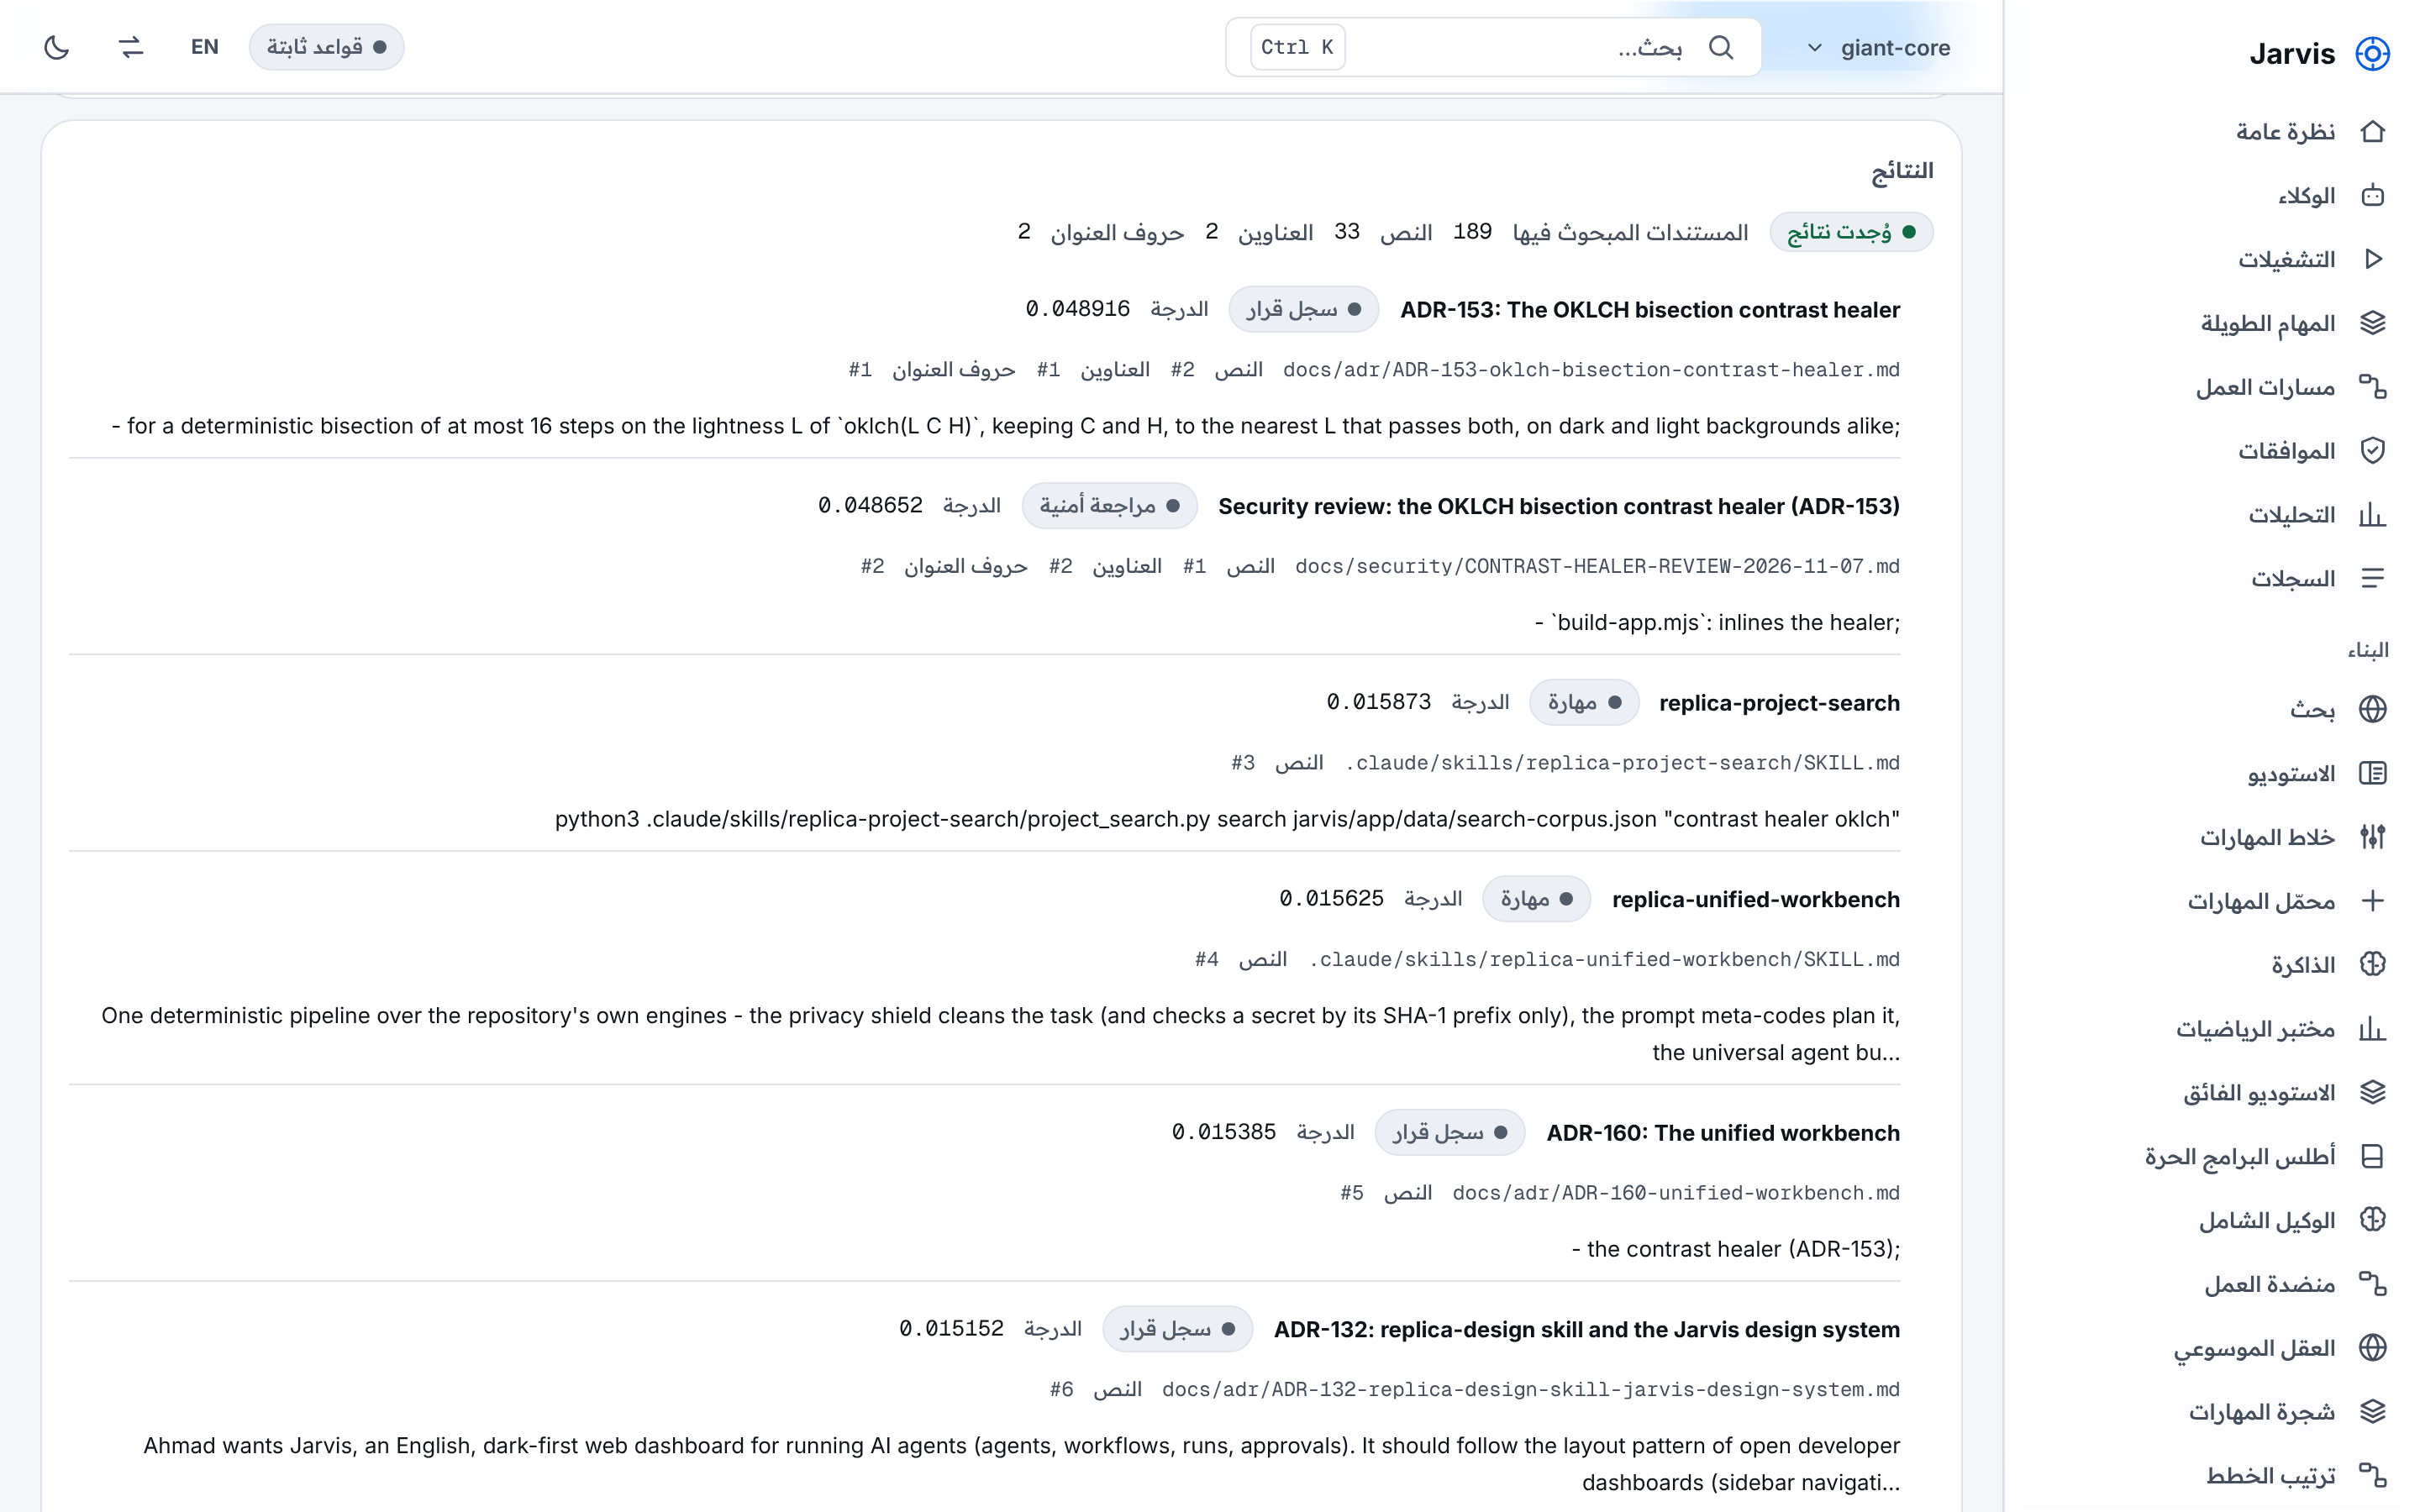 Jarvis
نظرة عامة
الوكلاء
التشغيلات
المهام الطويلة
مسارات العمل
الموافقات
التحليلات
السجلات
البناء
بحث
الاستوديو
خلاط المهارات
محمّل المهارات
الذاكرة
مختبر الرياضيات
الاستوديو الفائق
أطلس البرامج الحرة
الوكيل الشامل
منضدة العمل
العقل الموسوعي
شجرة المهارات
ترتيب الخطط
giant-core
بحث... Ctrl K
قواعد ثابتة
EN
النتائج
وُجدت نتائج المستندات المبحوث فيها 189 النص 33 العناوين 2 حروف العنوان 2
ADR-153: The OKLCH bisection contrast healer سجل قرار الدرجة 0.048916
docs/adr/ADR-153-oklch-bisection-contrast-healer.md النص #2 العناوين #1 حروف العنوان #1
- for a deterministic bisection of at most 16 steps on the lightness L of `oklch(L C H)`, keeping C and H, to the nearest L that passes both, on dark and light backgrounds alike;
Security review: the OKLCH bisection contrast healer (ADR-153) مراجعة أمنية الدرجة 0.048652
docs/security/CONTRAST-HEALER-REVIEW-2026-11-07.md النص #1 العناوين #2 حروف العنوان #2
- `build-app.mjs`: inlines the healer;
replica-project-search مهارة الدرجة 0.015873
.claude/skills/replica-project-search/SKILL.md النص #3
python3 .claude/skills/replica-project-search/project_search.py search jarvis/app/data/search-corpus.json "contrast healer oklch"
replica-unified-workbench مهارة الدرجة 0.015625
.claude/skills/replica-unified-workbench/SKILL.md النص #4
One deterministic pipeline over the repository's own engines - the privacy shield cleans the task (and checks a secret by its SHA-1 prefix only), the prompt meta-codes plan it,
the universal agent bu...
ADR-160: The unified workbench سجل قرار الدرجة 0.015385
docs/adr/ADR-160-unified-workbench.md النص #5
- the contrast healer (ADR-153);
ADR-132: replica-design skill and the Jarvis design system سجل قرار الدرجة 0.015152
docs/adr/ADR-132-replica-design-skill-jarvis-design-system.md النص #6
Ahmad wants Jarvis, an English, dark-first web dashboard for running AI agents (agents, workflows, runs, approvals). It should follow the layout pattern of open developer
dashboards (sidebar navigati...